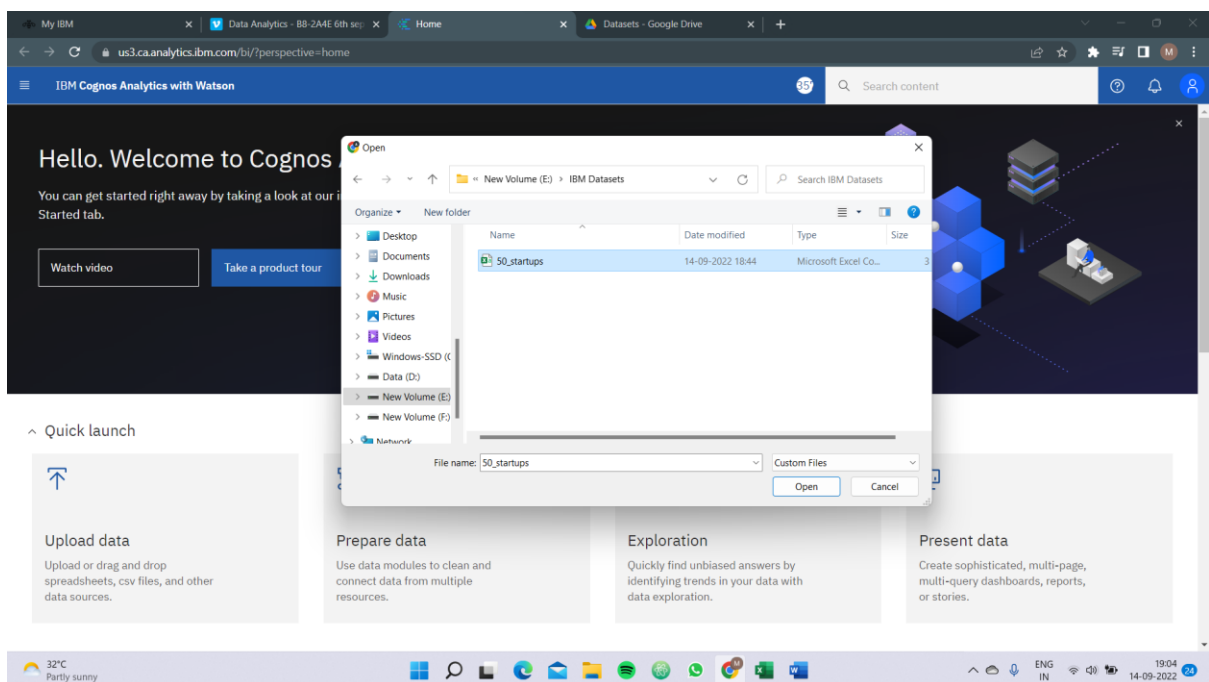 My IBM
Data Analytics - B8-2A4E 6th sep
Home
Datasets - Google Drive
us3.ca.analytics.ibm.com/bi/?perspective=home
M
IBM Cognos Analytics with Watson
Search content
Hello. Welcome to Cognos
You can get started right away by taking a look at our
Started tab.
Watch video
Take a product tour
Open
« New Volume (E:) > IBM Datasets
Search IBM Datasets
Organize
New folder
Name
Date modified
Type
Size
Desktop
Documents
Downloads
Music
Pictures
Videos
Windows-SSD (C
Data (D:)
New Volume (E:)
New Volume (F:)
Network
50_startups
14-09-2022 18:44
Microsoft Excel Co...
3
File name:
50_startups
Custom Files
Open
Cancel
Quick launch
Upload data
Upload or drag and drop
spreadsheets, csv files, and other
data sources.
Prepare data
Use data modules to clean and
connect data from multiple
resources.
Exploration
Quickly find unbiased answers by
identifying trends in your data with
data exploration.
Present data
Create sophisticated, multi-page,
multi-query dashboards, reports,
or stories.
32°C
Partly sunny
ENG
IN
19:04
14-09-2022
24